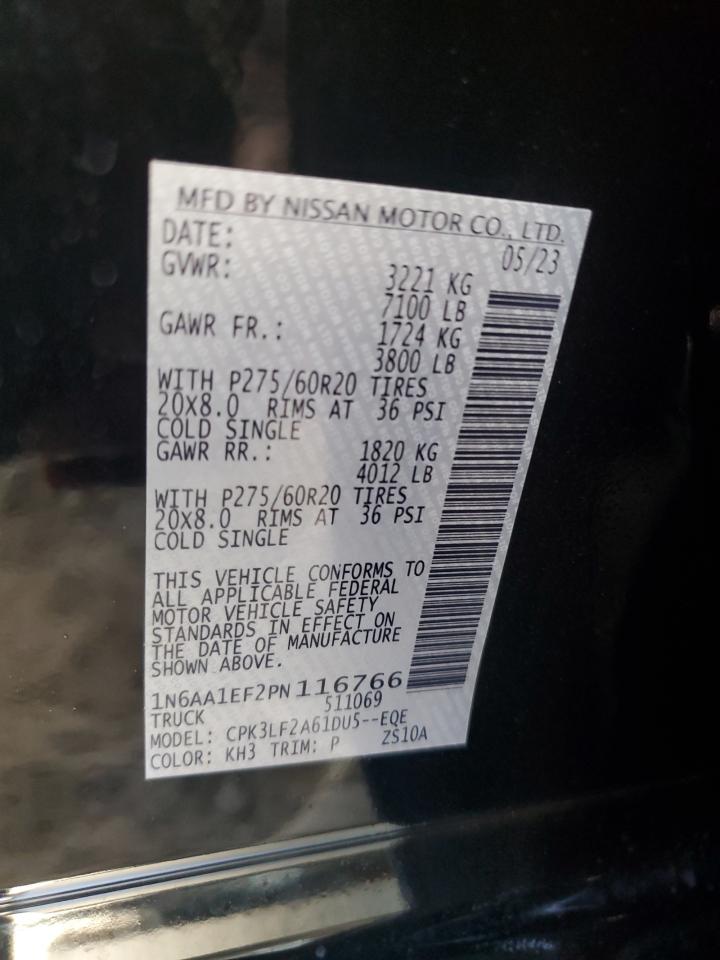 MFD BY NISSAN MOTOR CO., LTD.
DATE: 05/23
GVWR: 3221 KG
7100 LB
GAWR FR.: 1724 KG
3800 LB
WITH P275/60R20 TIRES
20X8.0 RIMS AT 36 PSI
COLD SINGLE
GAWR RR.: 1820 KG
4012 LB
WITH P275/60R20 TIRES
20X8.0 RIMS AT 36 PSI
COLD SINGLE
THIS VEHICLE CONFORMS TO
ALL APPLICABLE FEDERAL
MOTOR VEHICLE SAFETY
STANDARDS IN EFFECT ON
THE DATE OF MANUFACTURE
SHOWN ABOVE.
1N6AA1EF2PN116766
TRUCK 511069
MODEL: CPK3LF2A61DU5--EQE
COLOR: KH3 TRIM: P ZS10A